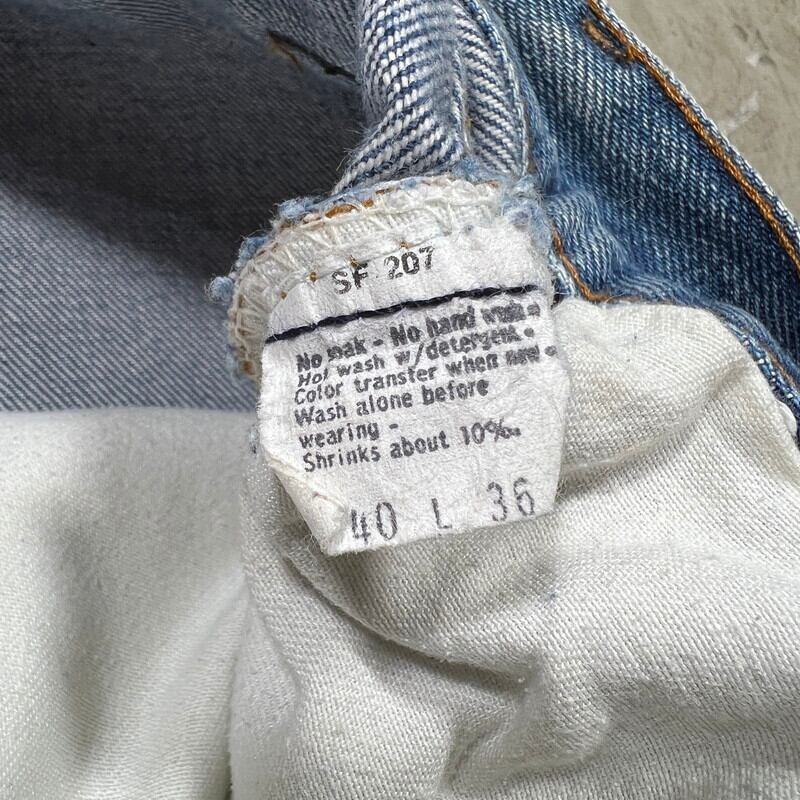 SF 207
No soak - No hand wash -
Hot wash w/detergent -
Color transfer when new -
Wash alone before
wearing -
Shrinks about 10%.
40 L 36